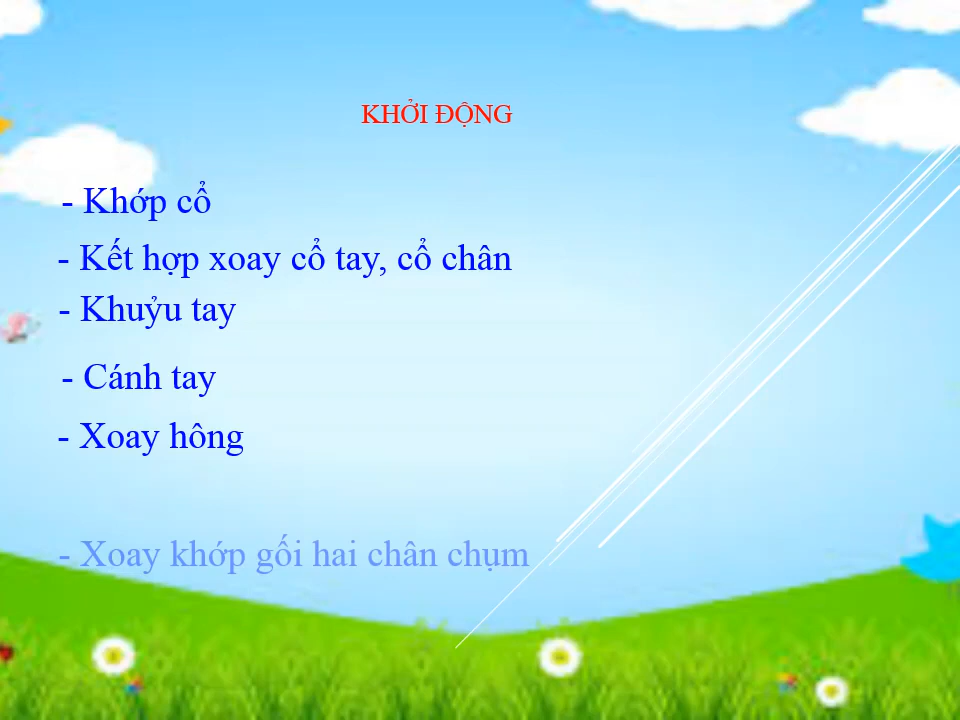 KHỞI ĐỘNG
- Khớp cổ
- Kết hợp xoay cổ tay, cổ chân
- Khuỷu tay
- Cánh tay
- Xoay hông
- Xoay khớp gối hai chân chụm